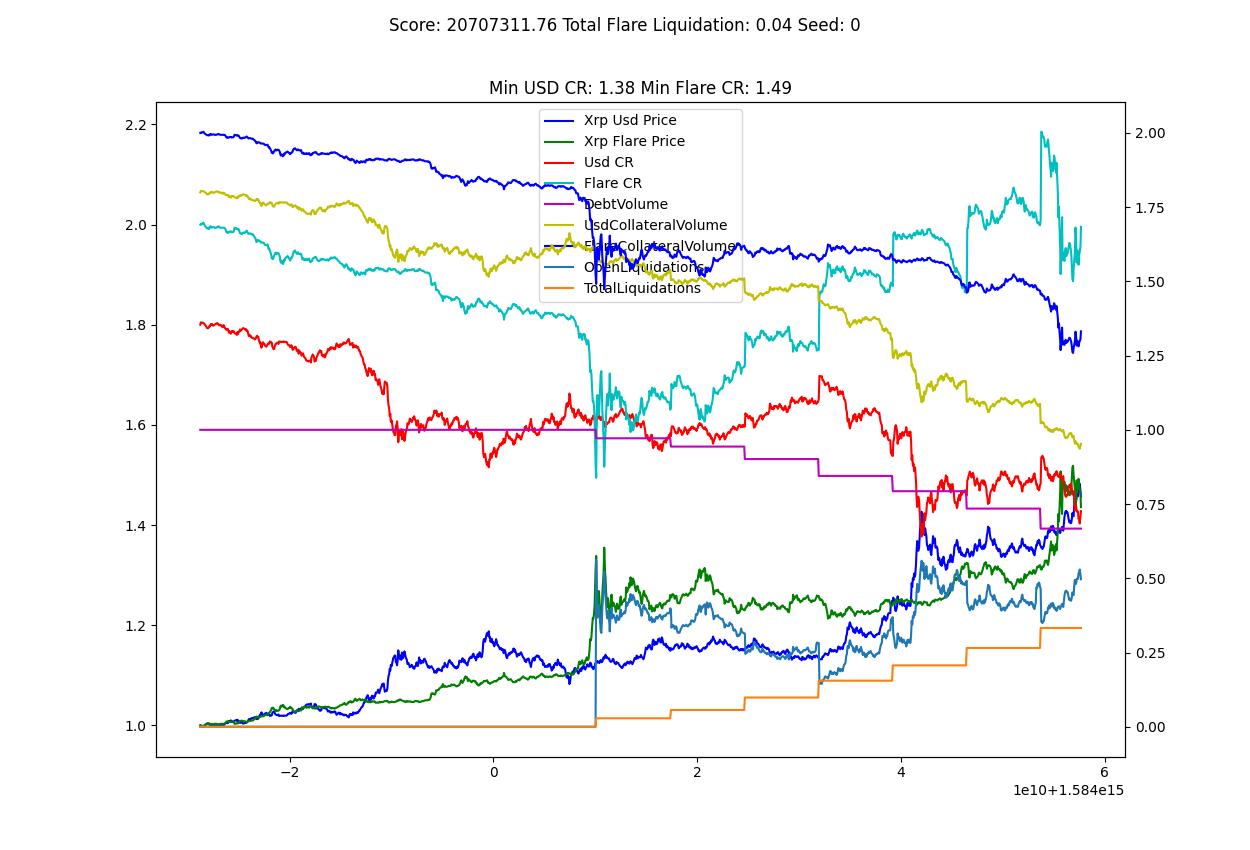 Score: 20707311.76 Total Flare Liquidation: 0.04 Seed: 0
Min USD CR: 1.38 Min Flare CR: 1.49
Xrp Usd Price
Xrp Flare Price
Usd CR
Flare CR
DebtVolume
UsdCollateralVolume
FlareCollateralVolume
OpenLiquidations
TotalLiquidations
2.2
2.0
1.8
1.6
1.4
1.2
1.0
2.00
1.75
1.50
1.25
1.00
0.75
0.50
0.25
0.00
−2 0 2 4 6
1e10+1.584e15